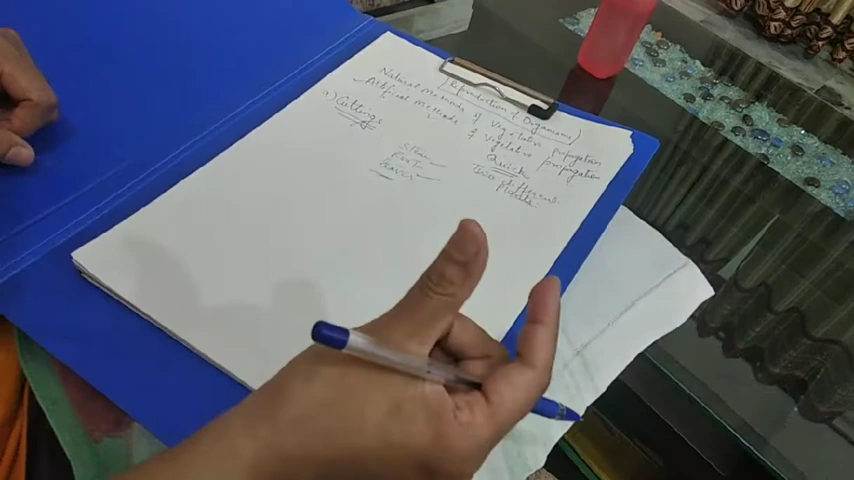 (Reproduction of Organisms)
Natural Methods of Vegetative propagation
Artificial Methods of Vegetative propagation
a) Cuttings
Quick
Two different
Plants
Stem
Root
Leaves